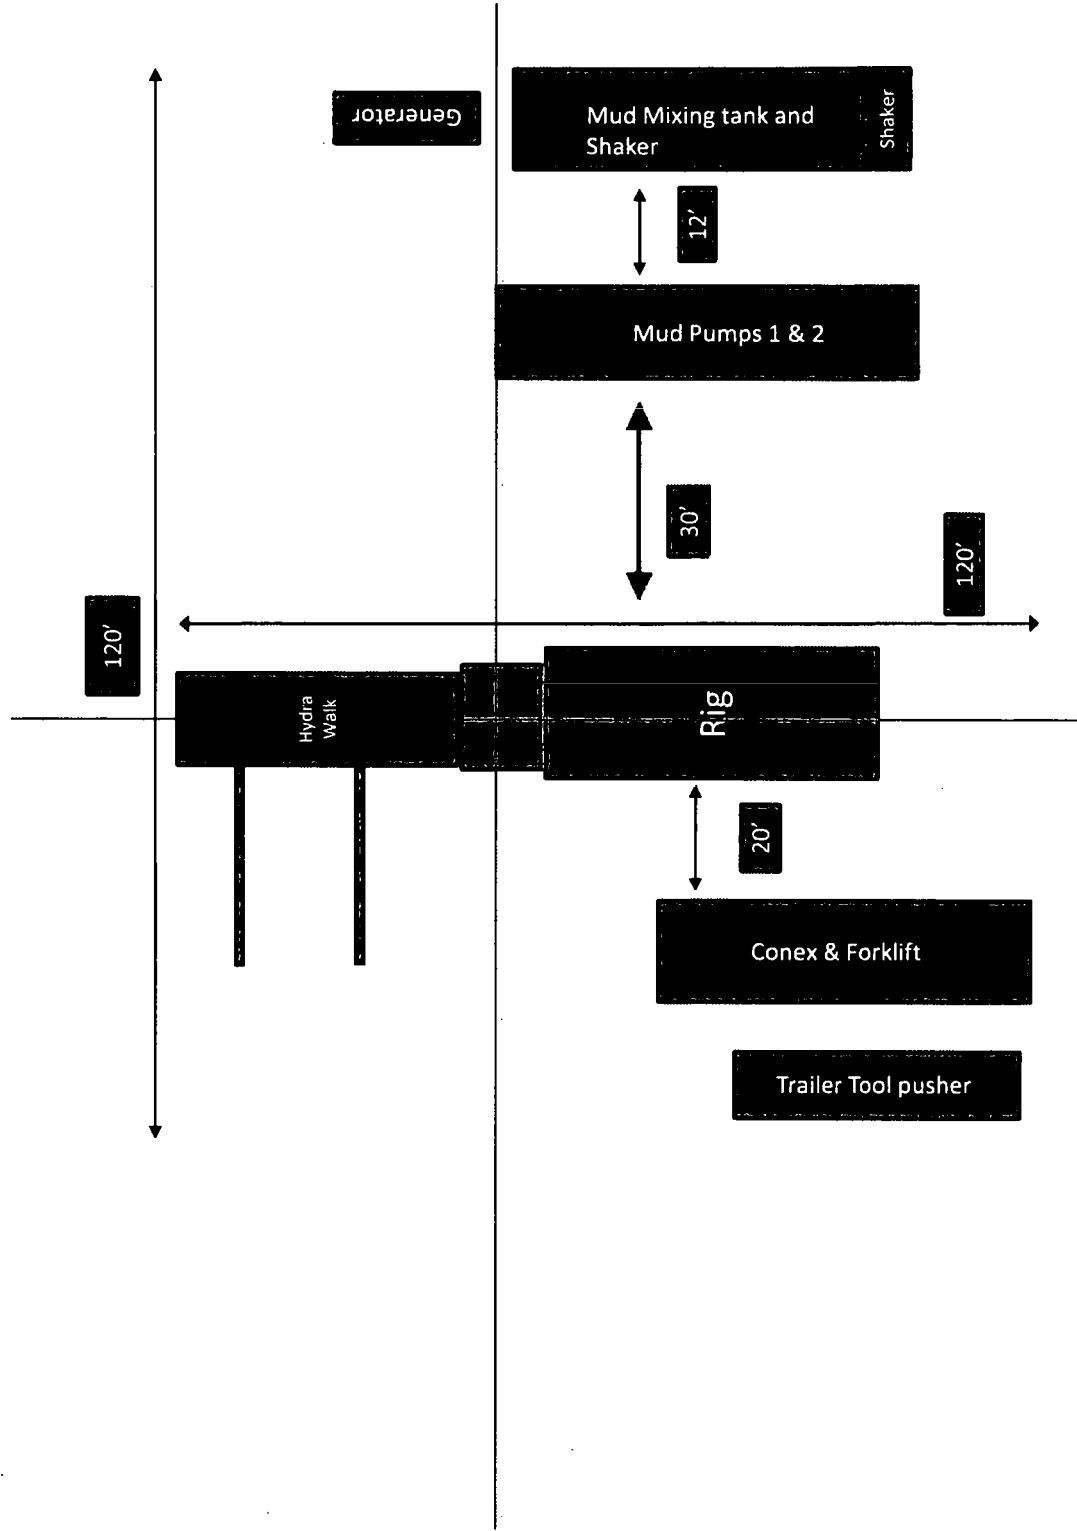 Generator
Mud Mixing tank and
Shaker
Shaker
12'
Mud Pumps 1 & 2
30'
120'
120'
Hydra
Walk
Rig
20'
Conex & Forklift
Trailer Tool pusher